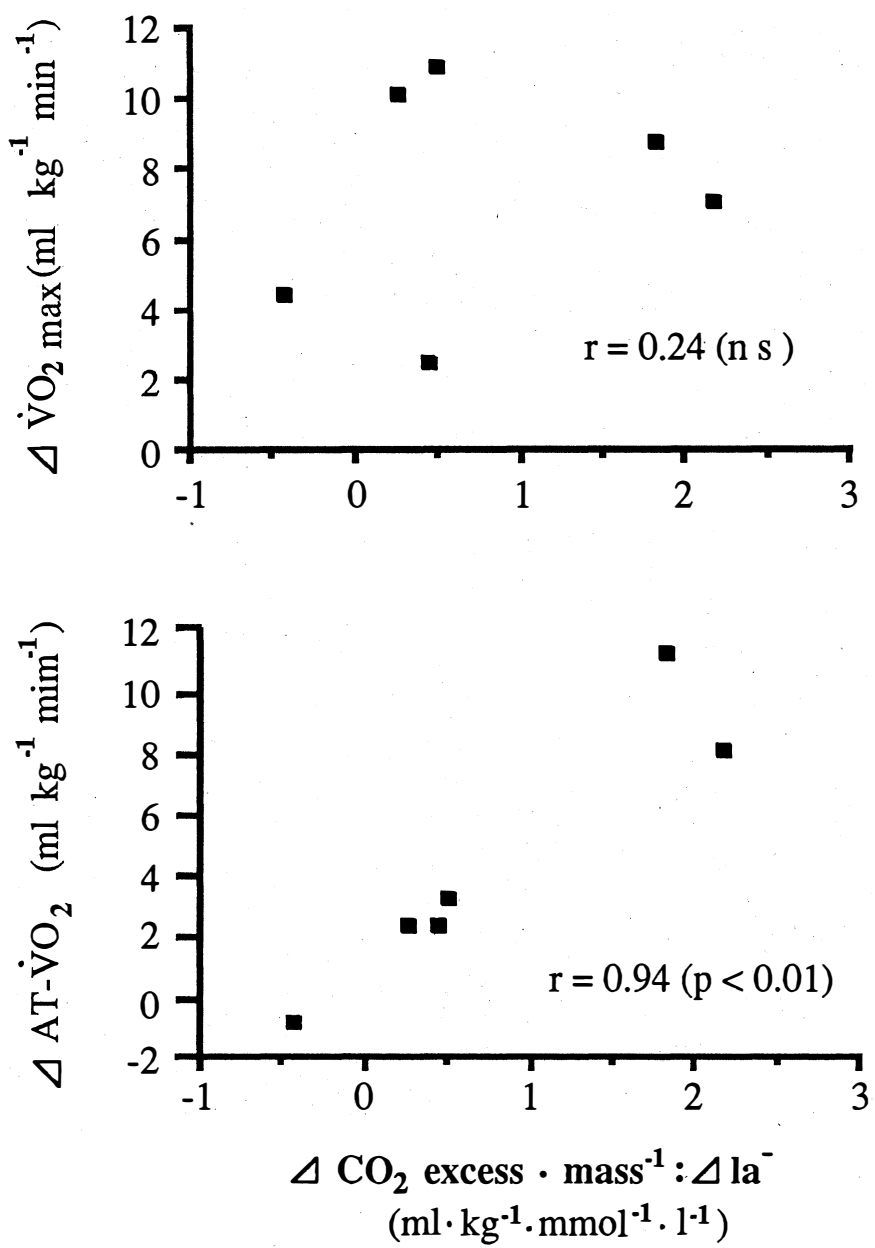 Δ V̇O2 max (ml kg-1 min-1)
12
10
8
6
4
2
0
r = 0.24 (n s )
-1 0 1 2 3
Δ AT-V̇O2 (ml kg-1 mim-1)
12
10
8
6
4
2
0
-2
r = 0.94 (p < 0.01)
-1 0 1 2 3
Δ CO2 excess · mass-1 : Δ la-
(ml · kg-1 · mmol-1 · l-1)